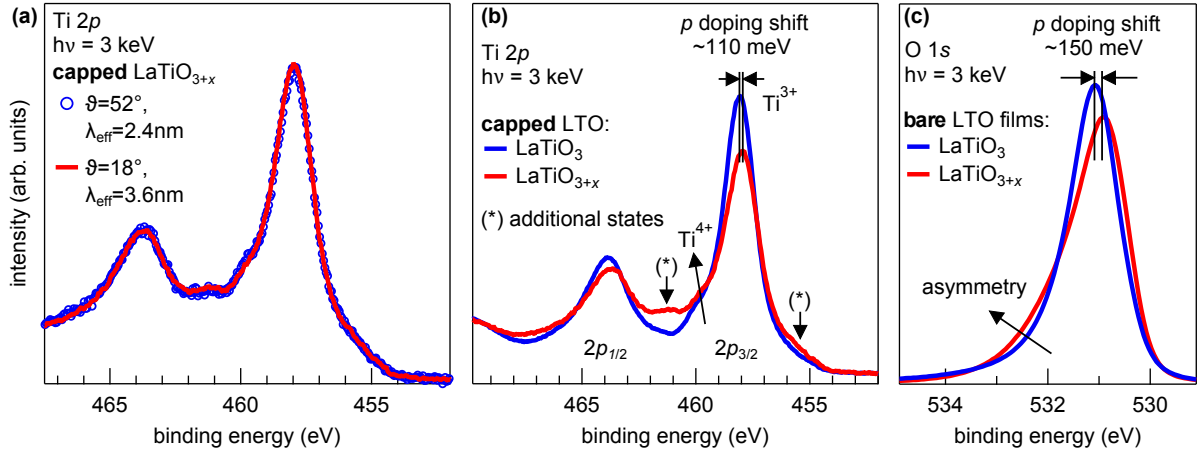 (a)
Ti 2p
hν = 3 keV
capped LaTiO3+x
ϑ=52°,
λeff=2.4nm
ϑ=18°,
λeff=3.6nm
intensity (arb. units)
465
460
455
binding energy (eV)
(b)
Ti 2p
hν = 3 keV
p doping shift
~110 meV
Ti3+
capped LTO:
LaTiO3
LaTiO3+x
(*) additional states
Ti4+
(*)
(*)
2p1/2
2p3/2
465
460
455
binding energy (eV)
(c)
O 1s
hν = 3 keV
p doping shift
~150 meV
bare LTO films:
LaTiO3
LaTiO3+x
asymmetry
534
531
530
binding energy (eV)